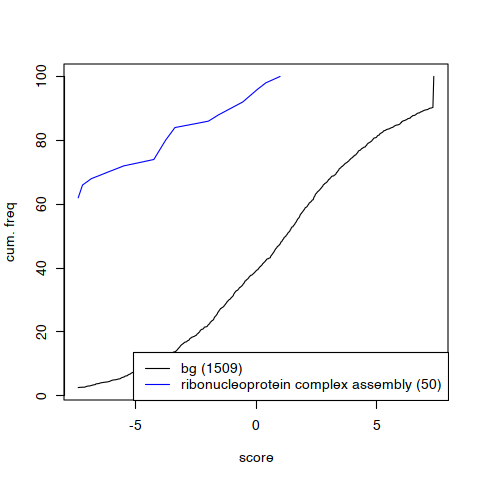 100
80
60
40
20
0
cum. freq
bg (1509)
ribonucleoprotein complex assembly (50)
-5 0 5
score